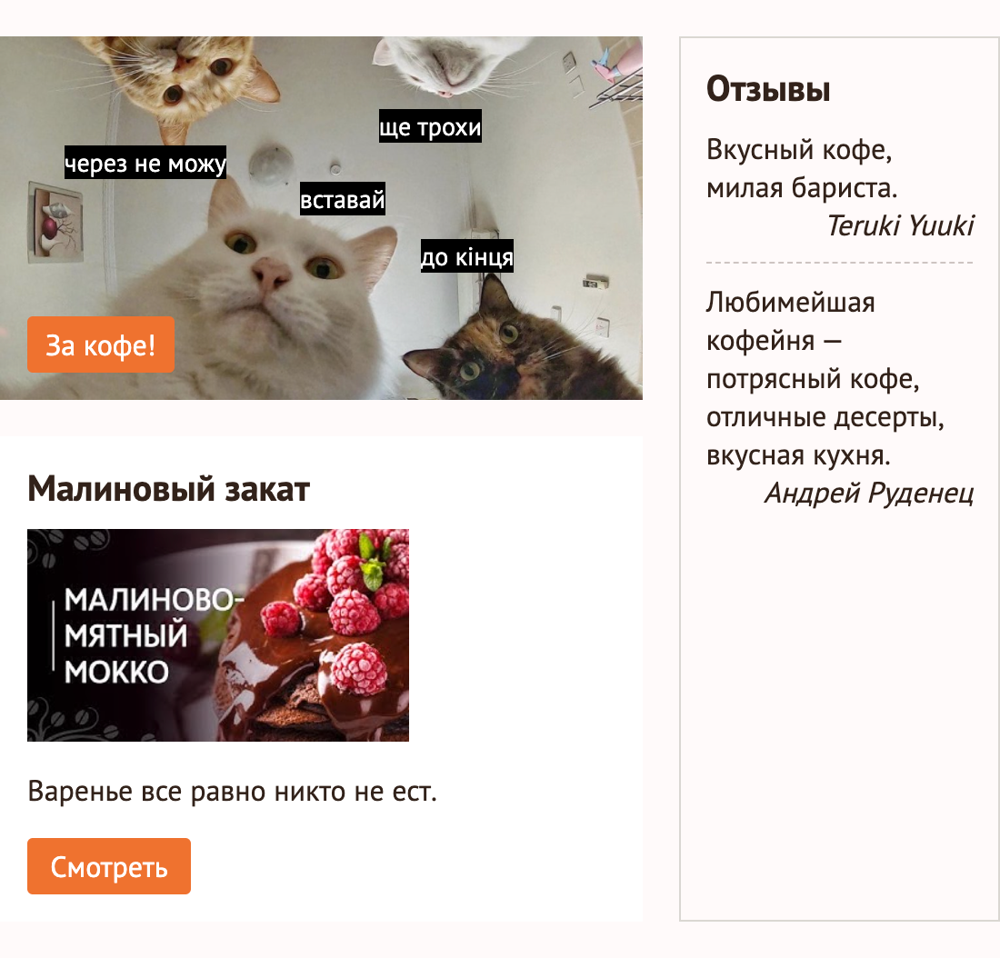 ще трохи
через не можу
вставай
до кінця
За кофе!
Малиновый закат
МАЛИНОВО-
МЯТНЫЙ
МОККО
Варенье все равно никто не ест.
Смотреть
Отзывы
Вкусный кофе,
милая бариста.
Teruki Yuuki
Любимейшая
кофейня —
потрясный кофе,
отличные десерты,
вкусная кухня.
Андрей Руденец